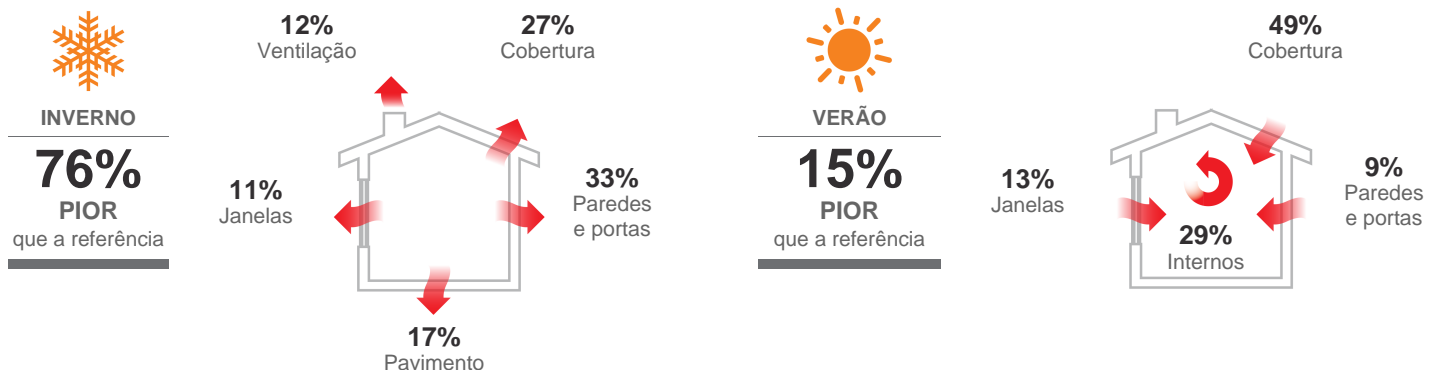 INVERNO
76%
PIOR
que a referência
12%
Ventilação
27%
Cobertura
11%
Janelas
33%
Paredes
e portas
17%
Pavimento
VERÃO
15%
PIOR
que a referência
49%
Cobertura
13%
Janelas
29%
Internos
9%
Paredes
e portas